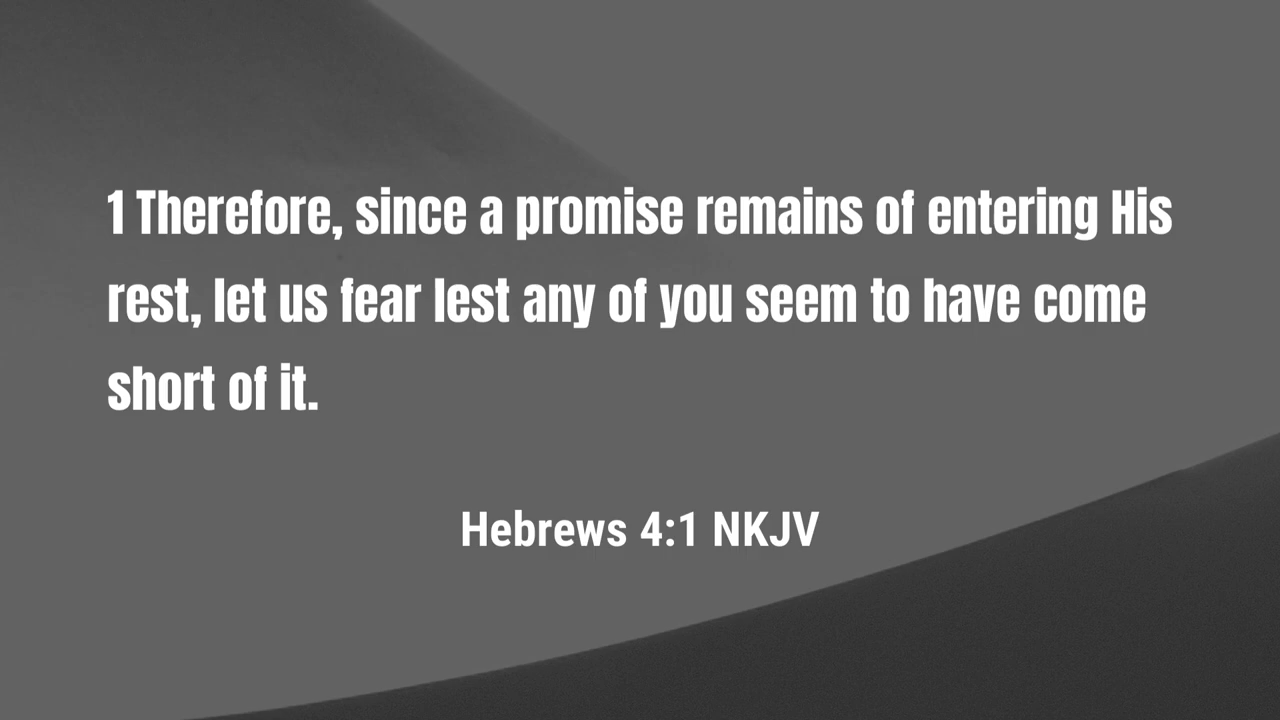 1 Therefore, since a promise remains of entering His
rest, let us fear lest any of you seem to have come
short of it.
Hebrews 4:1 NKJV